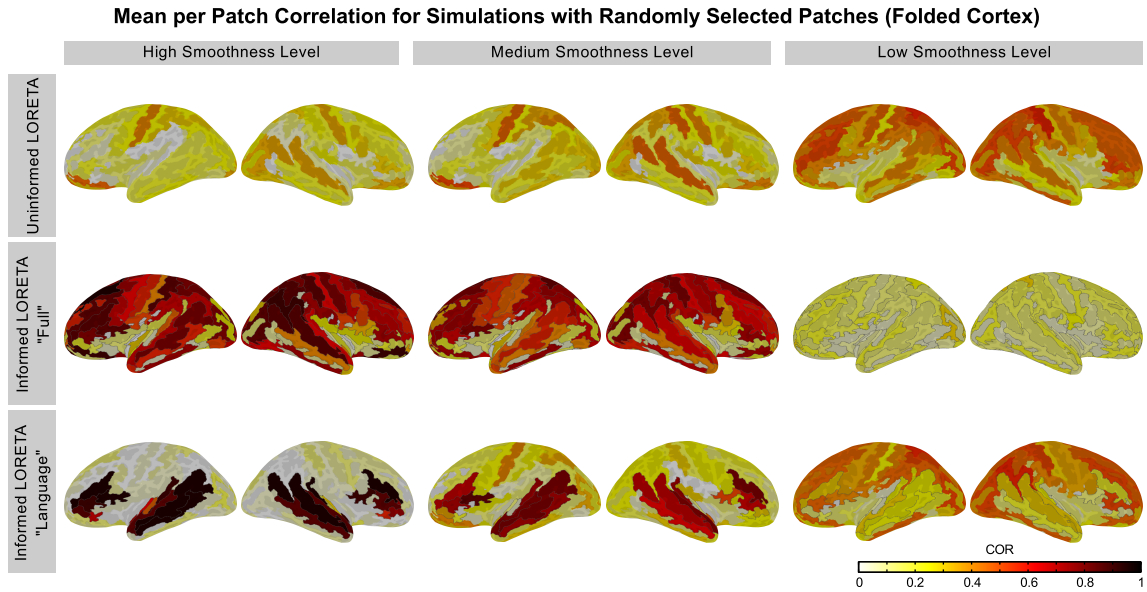 Mean per Patch Correlation for Simulations with Randomly Selected Patches (Folded Cortex)
High Smoothness Level
Medium Smoothness Level
Low Smoothness Level
Uninformed LORETA
Informed LORETA
"Full"
Informed LORETA
"Language"
COR
0 0.2 0.4 0.6 0.8 1